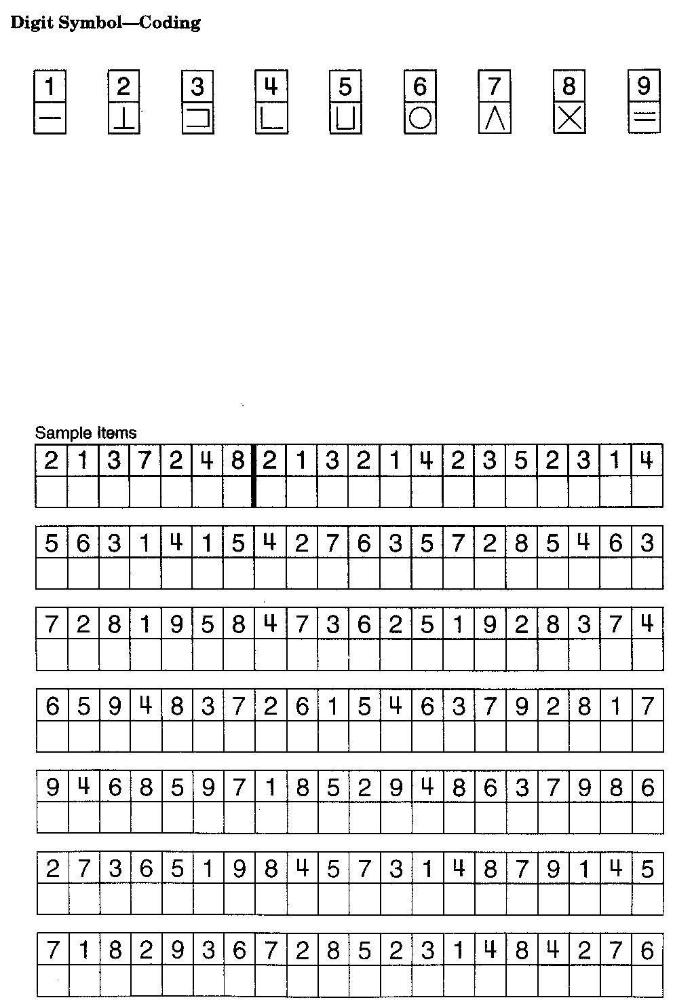 Digit Symbol—Coding
1 2 3 4 5 6 7 8 9
Sample Items
2 1 3 7 2 4 8 2 1 3 2 1 4 2 3 5 2 3 1 4
5 6 3 1 4 1 5 4 2 7 6 3 5 7 2 8 5 4 6 3
7 2 8 1 9 5 8 4 7 3 6 2 5 1 9 2 8 3 7 4
6 5 9 4 8 3 7 2 6 1 5 4 6 3 7 9 2 8 1 7
9 4 6 8 5 9 7 1 8 5 2 9 4 8 6 3 7 9 8 6
2 7 3 6 5 1 9 8 4 5 7 3 1 4 8 7 9 1 4 5
7 1 8 2 9 3 6 7 2 8 5 2 3 1 4 8 4 2 7 6